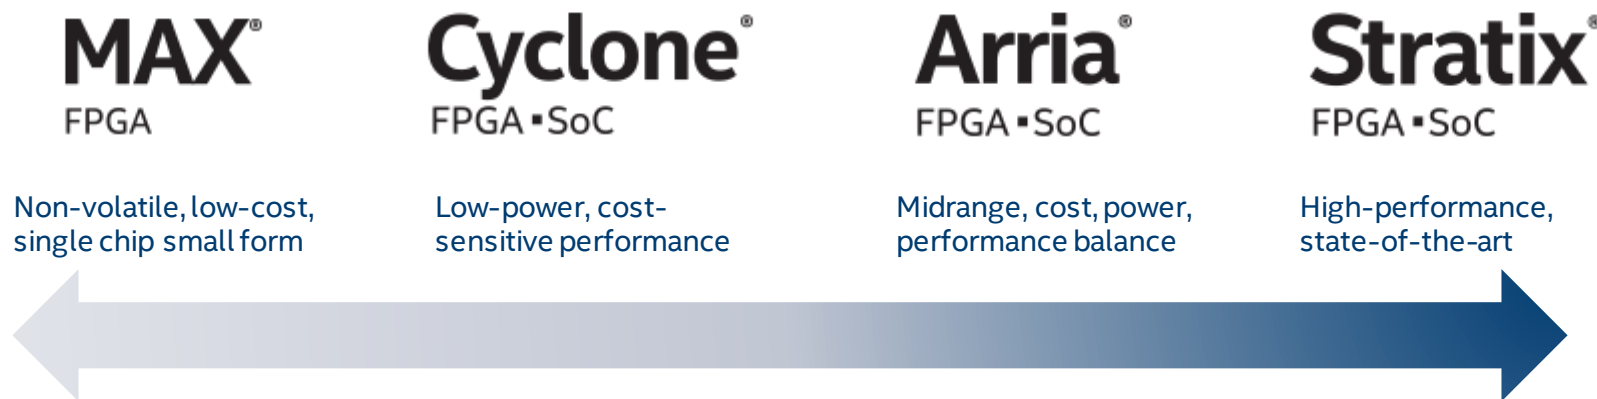 MAX®
FPGA
Non-volatile, low-cost,
single chip small form
Cyclone®
FPGA ▪ SoC
Low-power, cost-
sensitive performance
Arria®
FPGA ▪ SoC
Midrange, cost, power,
performance balance
Stratix®
FPGA ▪ SoC
High-performance,
state-of-the-art